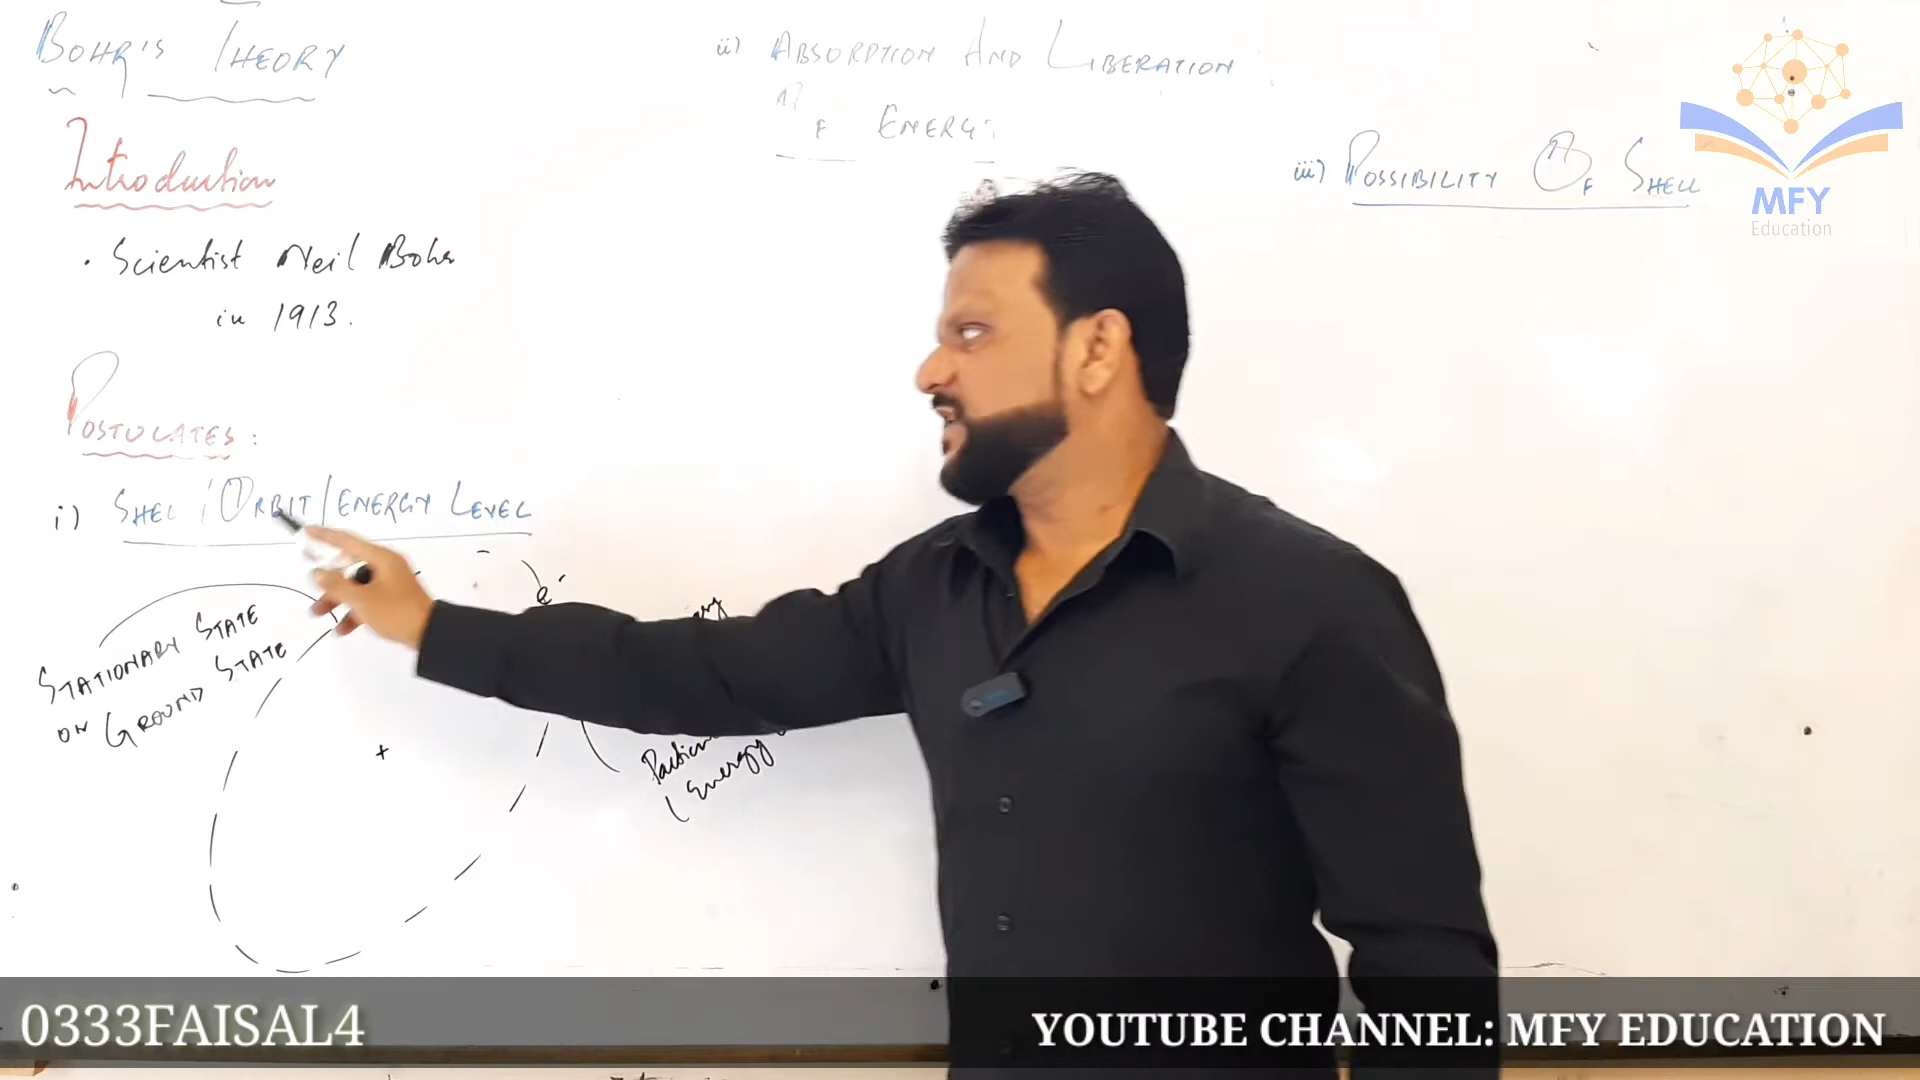 BOHR'S THEORY
Introduction
• Scientist Neil Bohr
in 1913.
POSTULATES:
i) SHEL / ORBIT / ENERGY LEVEL
STATIONARY STATE
OR GROUND STATE
e-
+
Energy
ii) ABSORPTION AND LIBERATION
OF ENERGY
iii) POSSIBILITY OF SHELL
MFY
Education
0333FAISAL4
YOUTUBE CHANNEL: MFY EDUCATION